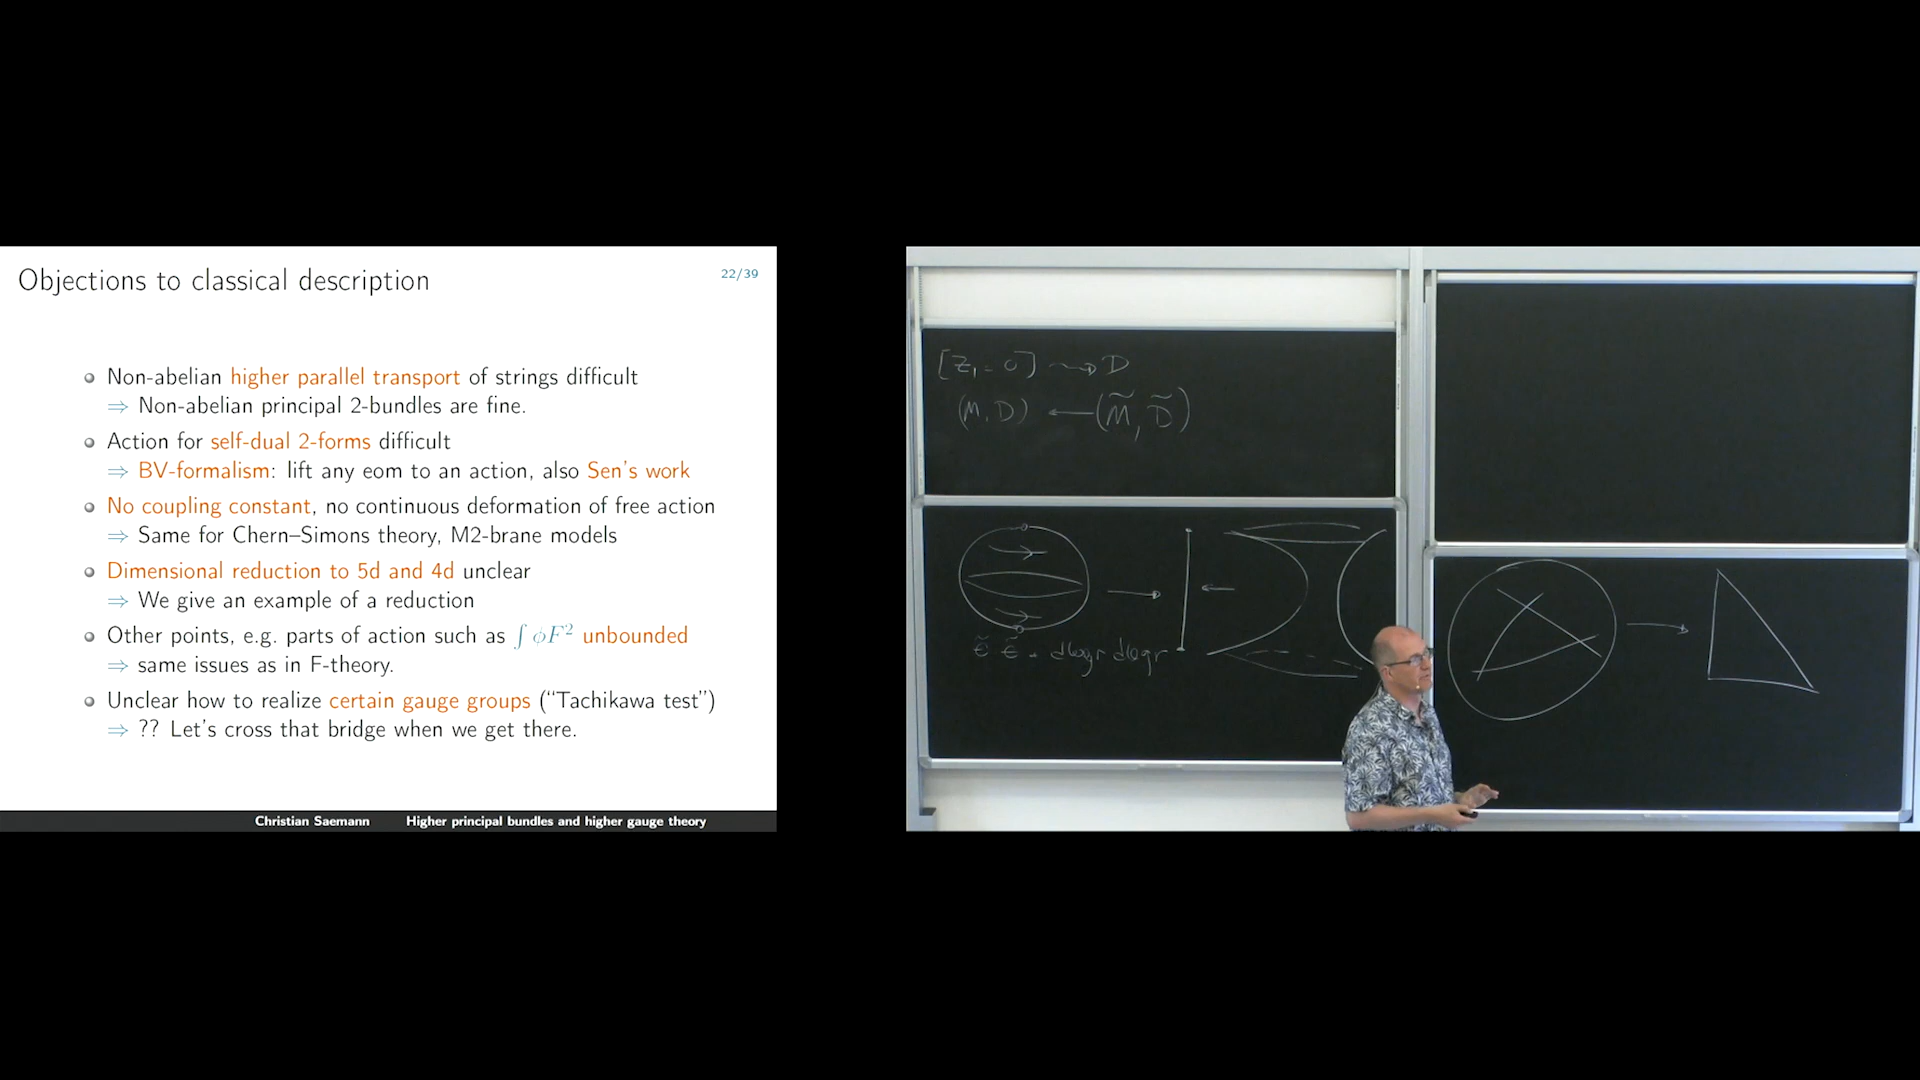 Objections to classical description
22/39
Non-abelian higher parallel transport of strings difficult
⇒ Non-abelian principal 2-bundles are fine.
Action for self-dual 2-forms difficult
⇒ BV-formalism: lift any eom to an action, also Sen's work
No coupling constant, no continuous deformation of free action
⇒ Same for Chern–Simons theory, M2-brane models
Dimensional reduction to 5d and 4d unclear
⇒ We give an example of a reduction
Other points, e.g. parts of action such as ∫ ϕF² unbounded
⇒ same issues as in F-theory.
Unclear how to realize certain gauge groups (“Tachikawa test”)
⇒ ?? Let's cross that bridge when we get there.
Christian Saemann Higher principal bundles and higher gauge theory
[Z₁ = 0] ⇝ D
(M, D) ← (M̃, D̃)
dlogr dlogr